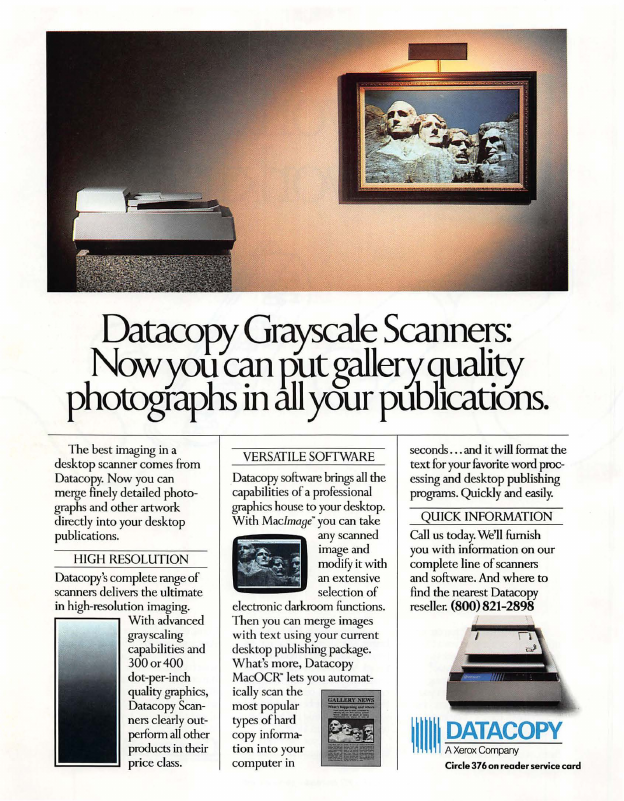 Datacopy Grayscale Scanners:
Now you can put gallery quality
photographs in all your publications.
The best imaging in a
desktop scanner comes from
Datacopy. Now you can
merge finely detailed photo-
graphs and other artwork
directly into your desktop
publications.
HIGH RESOLUTION
Datacopy's complete range of
scanners delivers the ultimate
in high-resolution imaging.
With advanced
grayscaling
capabilities and
300 or 400
dot-per-inch
quality graphics,
Datacopy Scan-
ners clearly out-
perform all other
products in their
price class.
VERSATILE SOFTWARE
Datacopy software brings all the
capabilities of a professional
graphics house to your desktop.
With MacImage™ you can take
any scanned
image and
modify it with
an extensive
selection of
electronic darkroom functions.
Then you can merge images
with text using your current
desktop publishing package.
What's more, Datacopy
MacOCR™ lets you automat-
ically scan the
most popular
types of hard
copy informa-
tion into your
computer in
GALLERY NEWS
seconds...and it will format the
text for your favorite word proc-
essing and desktop publishing
programs. Quickly and easily.
QUICK INFORMATION
Call us today. We'll furnish
you with information on our
complete line of scanners
and software. And where to
find the nearest Datacopy
reseller. (800) 821-2898
DATACOPY
A Xerox Company
Circle 376 on reader service card